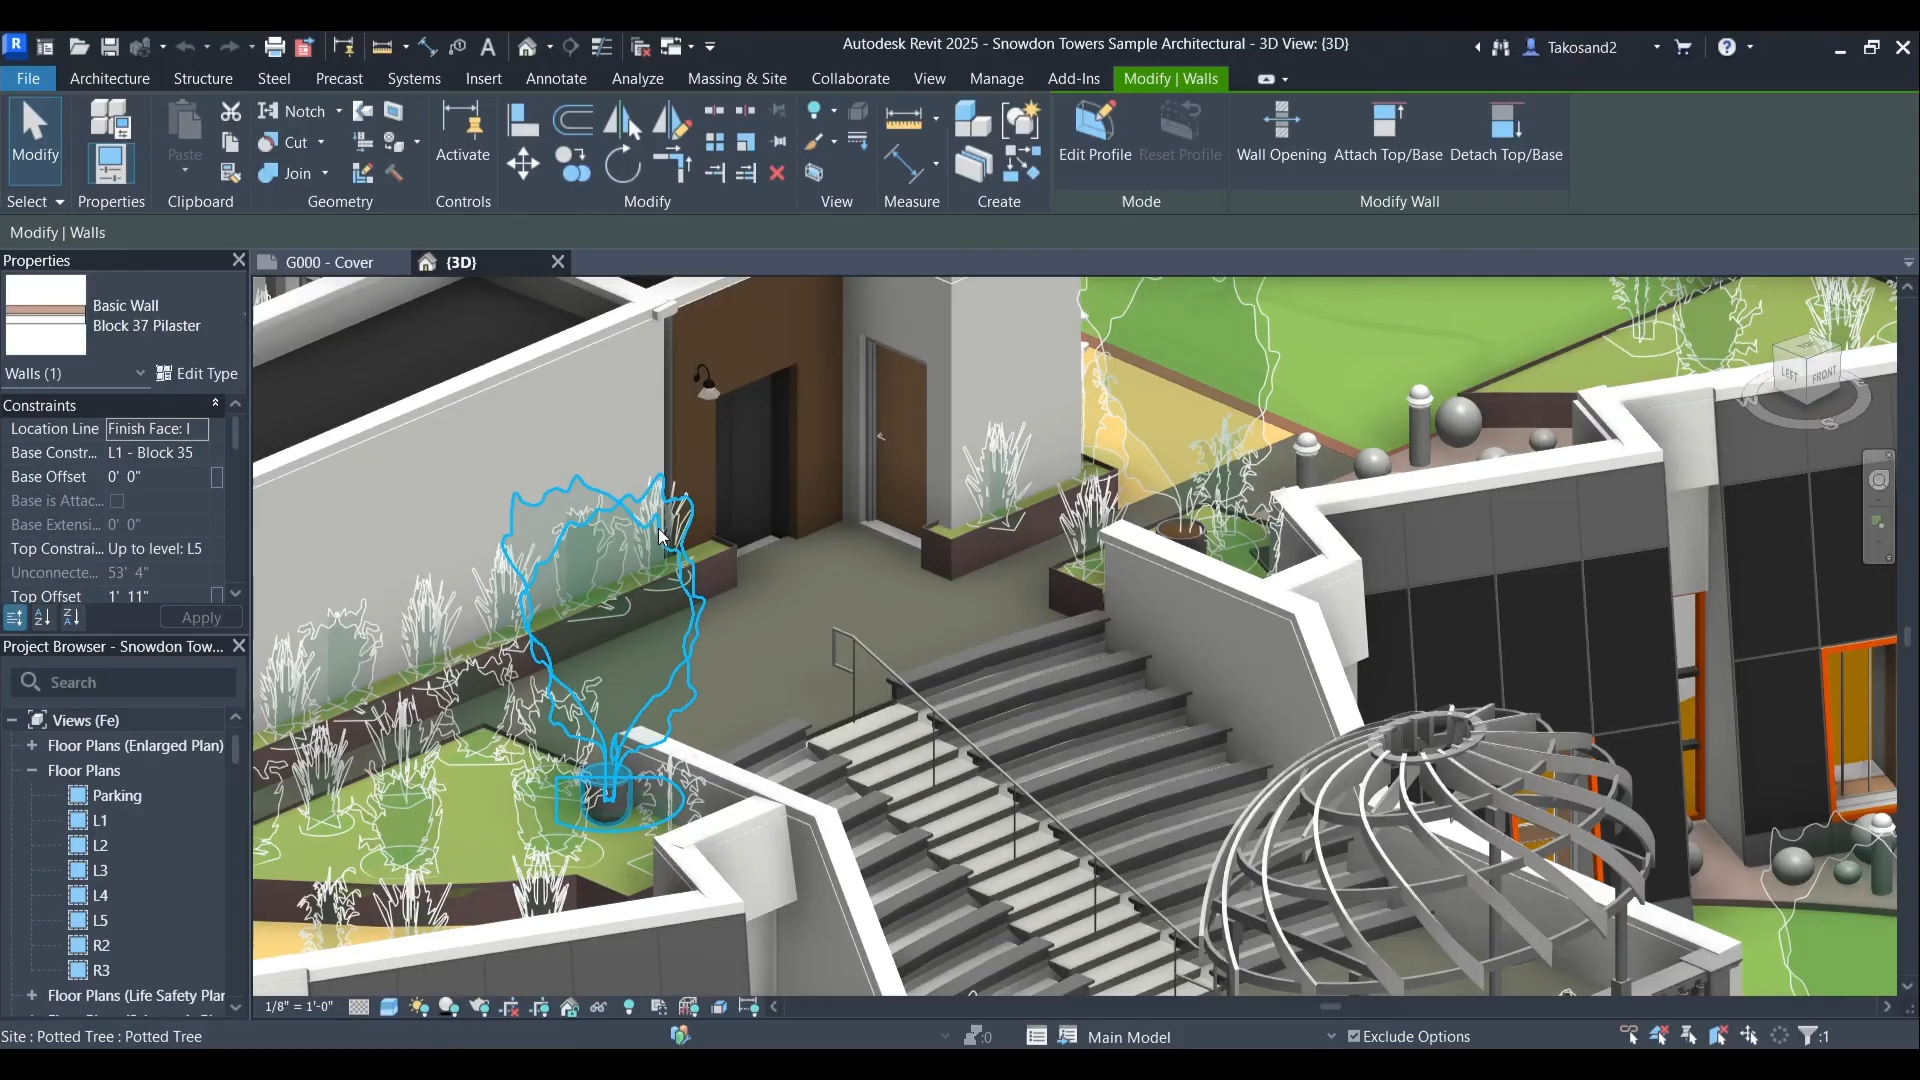 R
Autodesk Revit 2025 - Snowdon Towers Sample Architectural - 3D View: {3D}
Takosand2
File
Architecture
Structure
Steel
Precast
Systems
Insert
Annotate
Analyze
Massing & Site
Collaborate
View
Manage
Add-Ins
Modify | Walls
Modify
Paste
Notch
Cut
Join
Activate
Edit Profile
Reset Profile
Wall Opening
Attach Top/Base
Detach Top/Base
Select
Properties
Clipboard
Geometry
Controls
Modify
View
Measure
Create
Mode
Modify Wall
Modify | Walls
Properties
G000 - Cover
{3D}
Basic Wall
Block 37 Pilaster
Walls (1)
Edit Type
Constraints
Location Line
Finish Face: I
Base Constr...
L1 - Block 35
Base Offset
0' 0"
Base is Attac...
Base Extensi...
0' 0"
Top Constrai...
Up to level: L5
Unconnecte...
53' 4"
Top Offset
1' 11"
Apply
Project Browser - Snowdon Tow...
Search
Views (Fe)
Floor Plans (Enlarged Plan)
Floor Plans
Parking
L1
L2
L3
L4
L5
R2
R3
Floor Plans (Life Safety Plar
TOP
LEFT
FRONT
W
S
1/8" = 1'-0"
Site : Potted Tree : Potted Tree
:0
Main Model
Exclude Options
:1